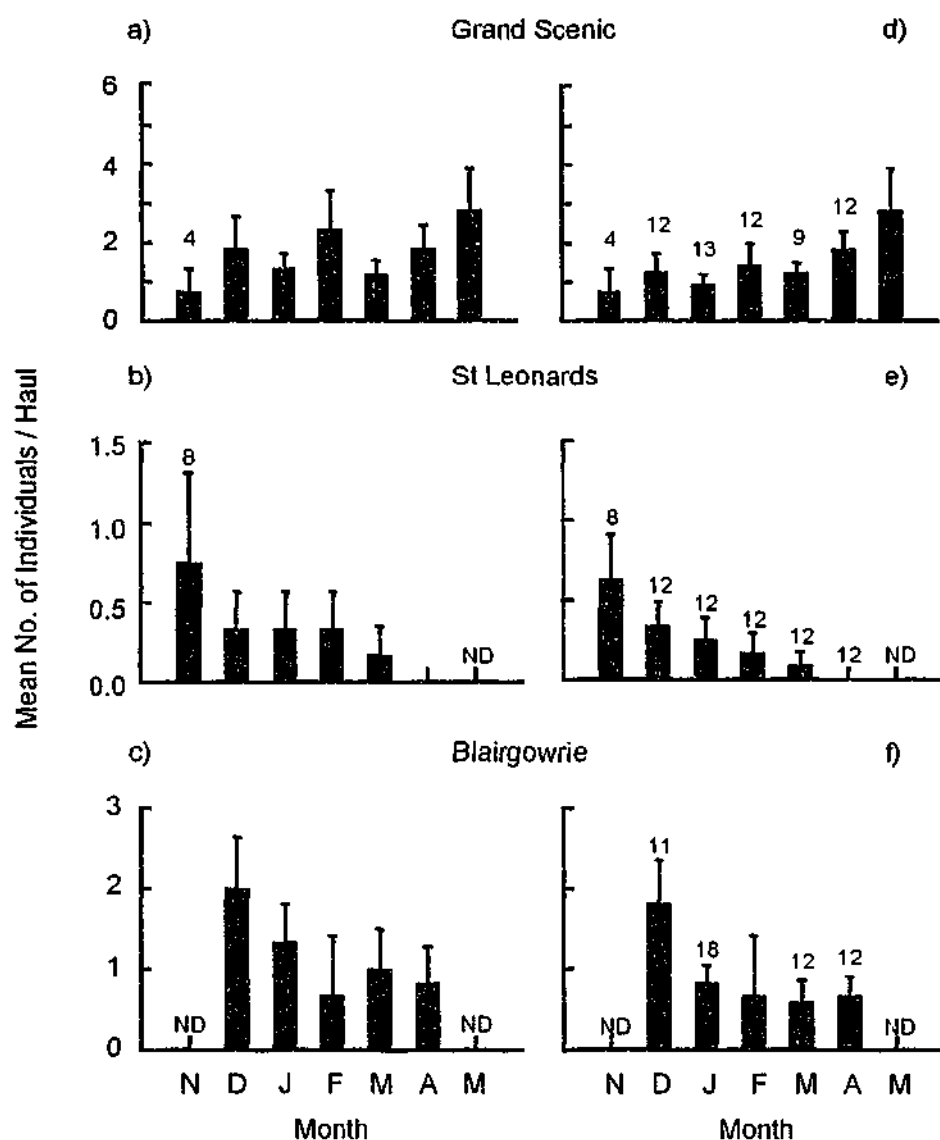 a) Grand Scenic d)
6
4
2
0
4
4 12 13 12 9 12
b) St Leonards e)
1.5
1.0
0.5
0.0
8 ND
8 12 12 12 12 12 ND
c) Blairgowrie f)
3
2
1
0
ND ND
ND 11 18 12 12 ND
N D J F M A M
N D J F M A M
Month Month
Mean No. of Individuals / Haul